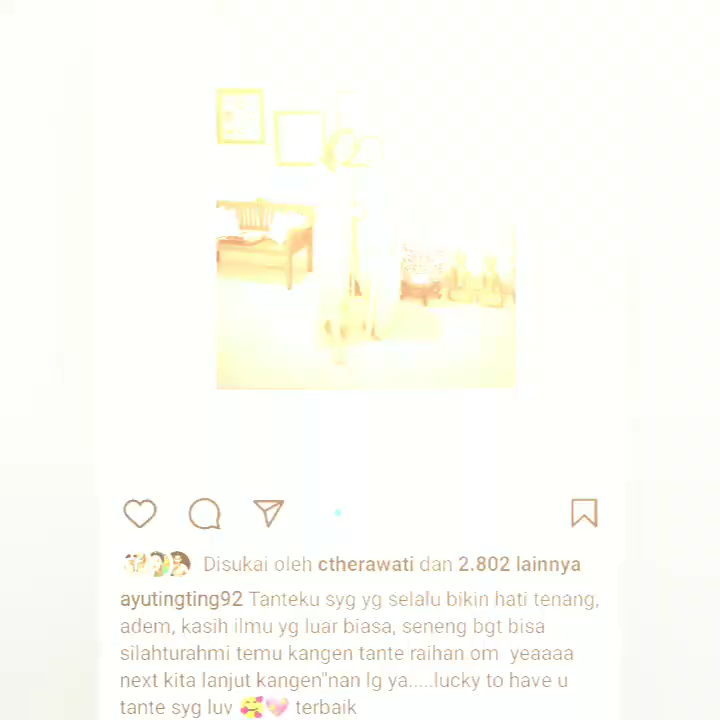 Disukai oleh ctherawati dan 2.802 lainnya
ayutingting92 Tanteku syg yg selalu bikin hati tenang,
adem, kasih ilmu yg luar biasa, seneng bgt bisa
silahturahmi temu kangen tante raihan om  yeaaaa
next kita lanjut kangen"nan lg ya.....lucky to have u
tante syg luv 🥰💝 terbaik